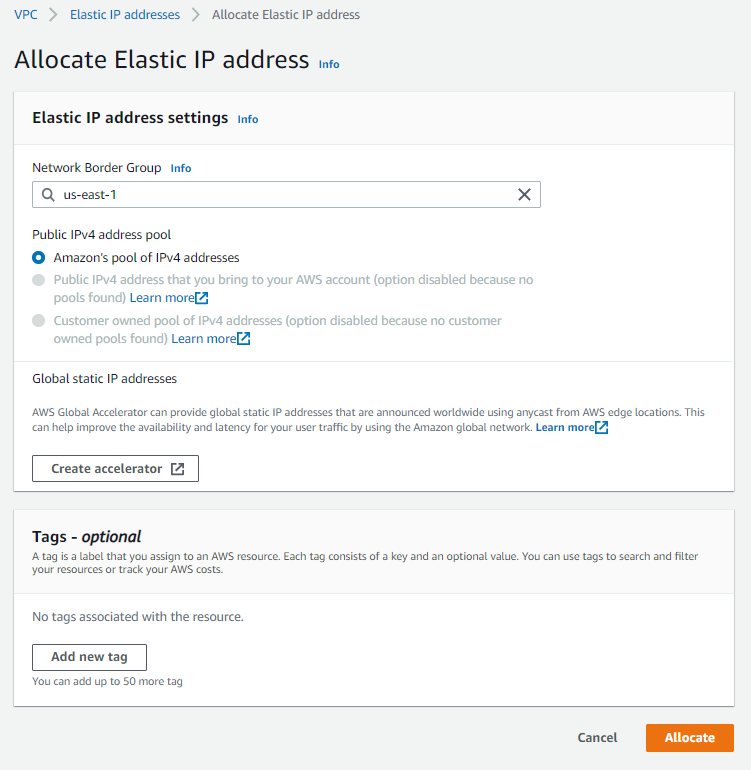 VPC > Elastic IP addresses > Allocate Elastic IP address
Allocate Elastic IP address Info
Elastic IP address settings Info
Network Border Group Info
us-east-1
Public IPv4 address pool
Amazon's pool of IPv4 addresses
Public IPv4 address that you bring to your AWS account (option disabled because no
pools found) Learn more
Customer owned pool of IPv4 addresses (option disabled because no customer
owned pools found) Learn more
Global static IP addresses
AWS Global Accelerator can provide global static IP addresses that are announced worldwide using anycast from AWS edge locations. This
can help improve the availability and latency for your user traffic by using the Amazon global network. Learn more
Create accelerator
Tags - optional
A tag is a label that you assign to an AWS resource. Each tag consists of a key and an optional value. You can use tags to search and filter
your resources or track your AWS costs.
No tags associated with the resource.
Add new tag
You can add up to 50 more tag
Cancel Allocate